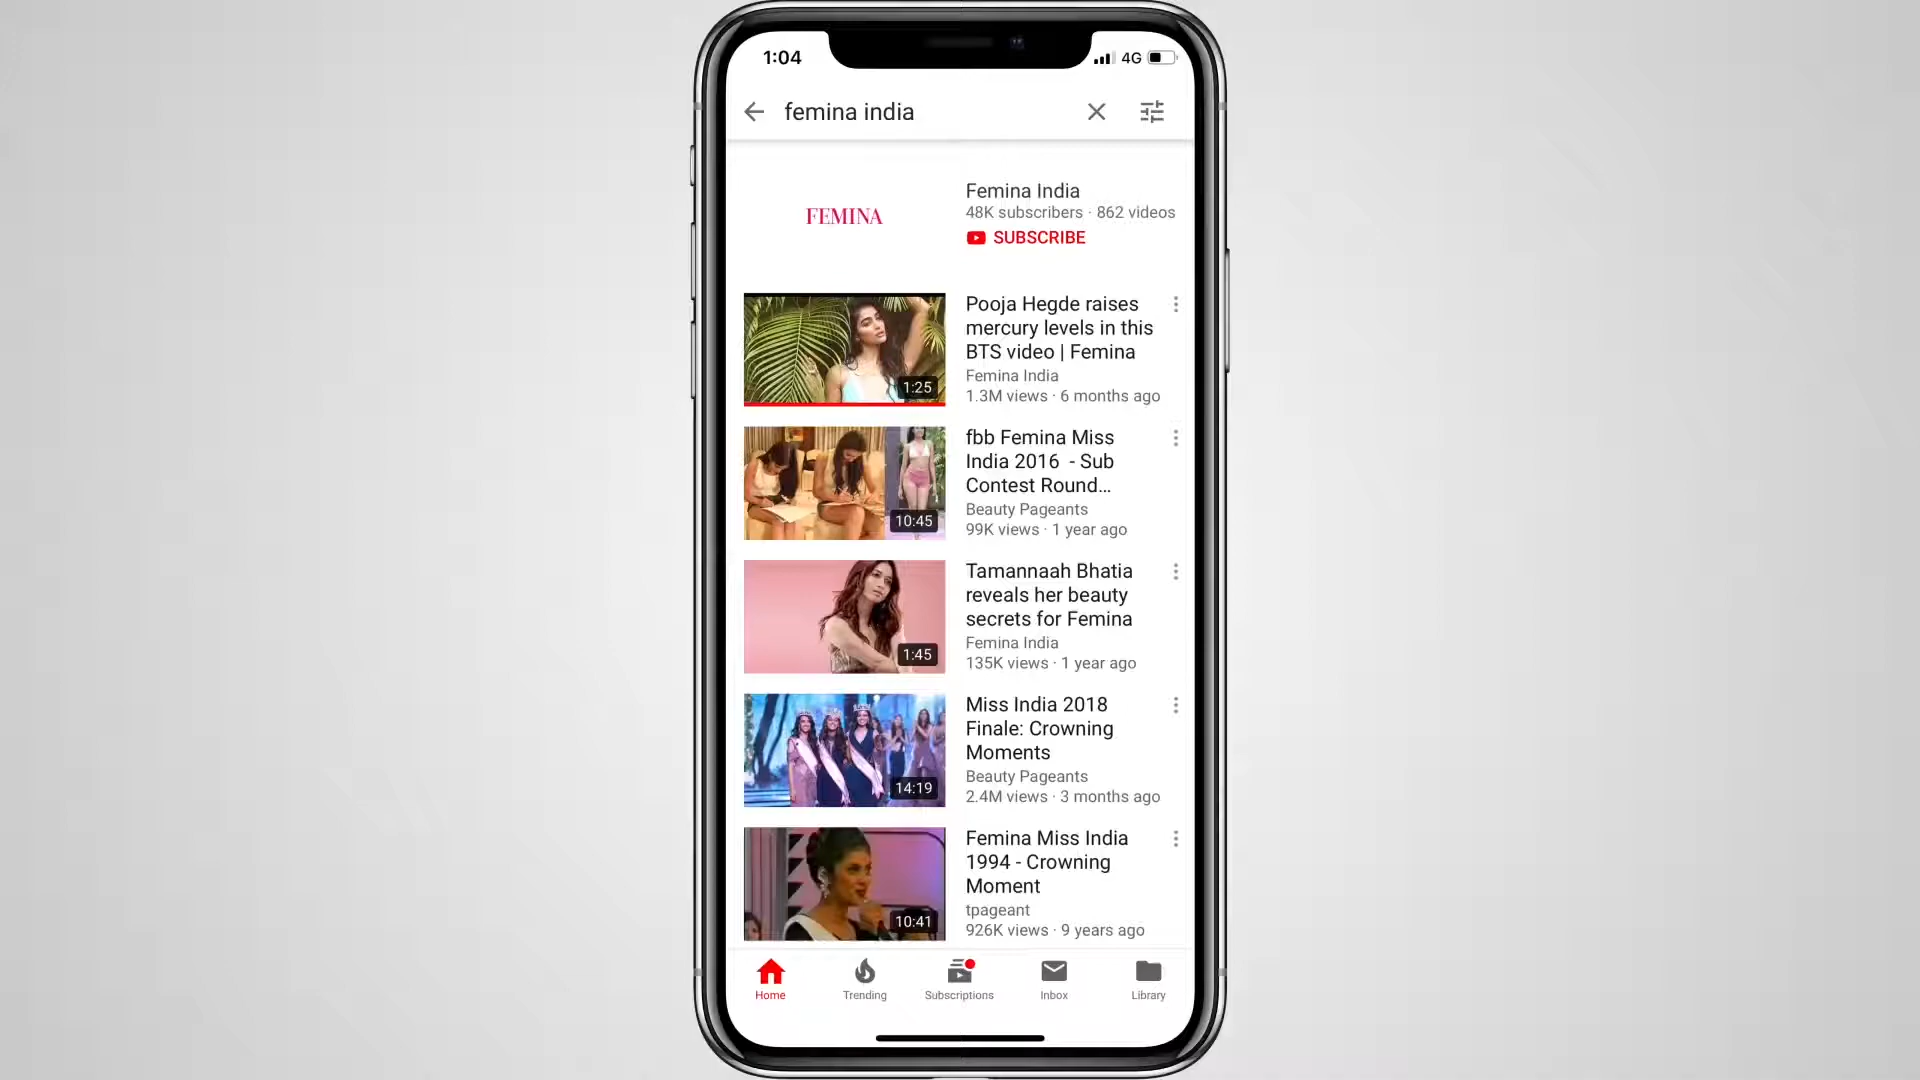 1:04
4G
femina india
FEMINA
Femina India
48K subscribers · 862 videos
SUBSCRIBE
1:25
Pooja Hegde raises
mercury levels in this
BTS video | Femina
Femina India
1.3M views · 6 months ago
10:45
fbb Femina Miss
India 2016 - Sub
Contest Round...
Beauty Pageants
99K views · 1 year ago
1:45
Tamannaah Bhatia
reveals her beauty
secrets for Femina
Femina India
135K views · 1 year ago
14:19
Miss India 2018
Finale: Crowning
Moments
Beauty Pageants
2.4M views · 3 months ago
10:41
Femina Miss India
1994 - Crowning
Moment
tpageant
926K views · 9 years ago
Home
Trending
Subscriptions
Inbox
Library